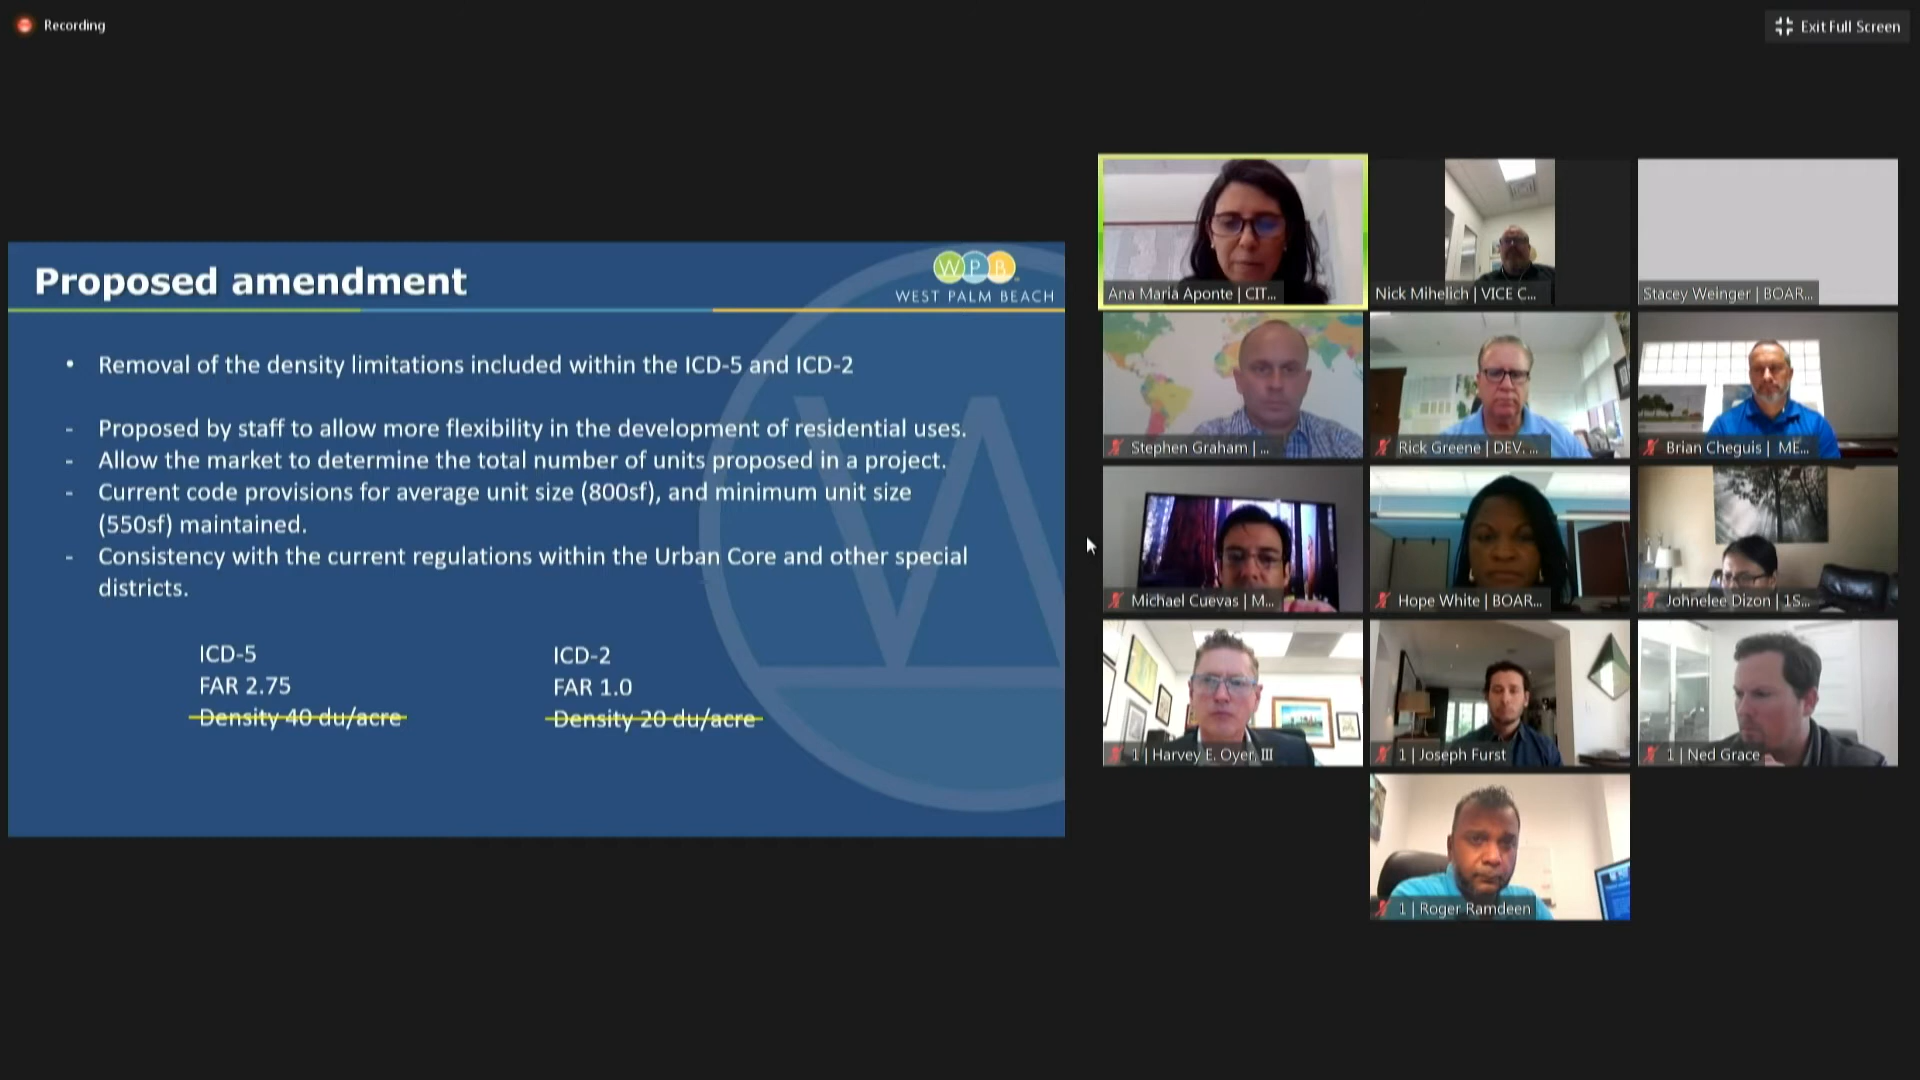 Recording
Exit Full Screen
Proposed amendment
WPB
WEST PALM BEACH
• Removal of the density limitations included within the ICD-5 and ICD-2
- Proposed by staff to allow more flexibility in the development of residential uses.
- Allow the market to determine the total number of units proposed in a project.
- Current code provisions for average unit size (800sf), and minimum unit size
(550sf) maintained.
- Consistency with the current regulations within the Urban Core and other special
districts.
ICD-5
FAR 2.75
Density 40 du/acre
ICD-2
FAR 1.0
Density 20 du/acre
Ana Maria Aponte | CIT...
Nick Mihelich | VICE C...
Stacey Weinger | BOAR...
Stephen Graham | ...
Rick Greene | DEV. ...
Brian Cheguis | ME...
Michael Cuevas | M...
Hope White | BOAR...
Johnelee Dizon | 1S...
1 | Harvey E. Oyer, III
1 | Joseph Furst
1 | Ned Grace
1 | Roger Ramdeen